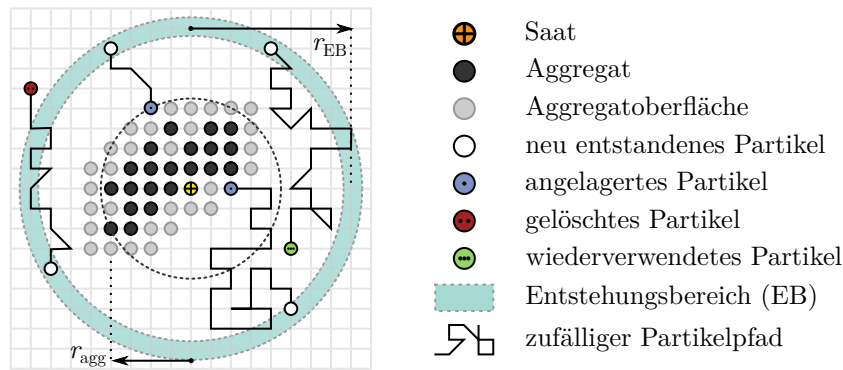 r_EB
r_agg
Saat
Aggregat
Aggregatoberfläche
neu entstandenes Partikel
angelagertes Partikel
gelöschtes Partikel
wiederverwendetes Partikel
Entstehungsbereich (EB)
zufälliger Partikelpfad